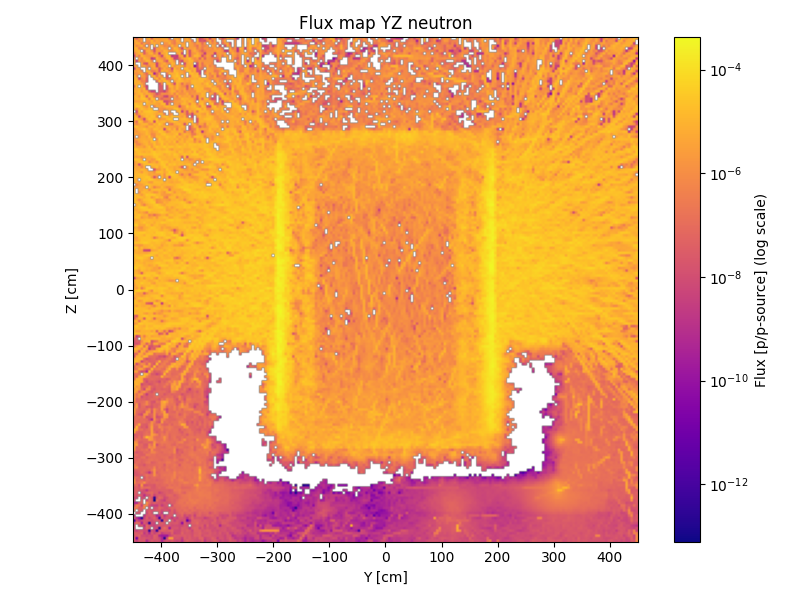 Flux map YZ neutron
400
300
200
100
0
−100
−200
−300
−400
Z [cm]
−400 −300 −200 −100 0 100 200 300 400
Y [cm]
10⁻⁴
10⁻⁶
10⁻⁸
10⁻¹⁰
10⁻¹²
Flux [p/p-source] (log scale)